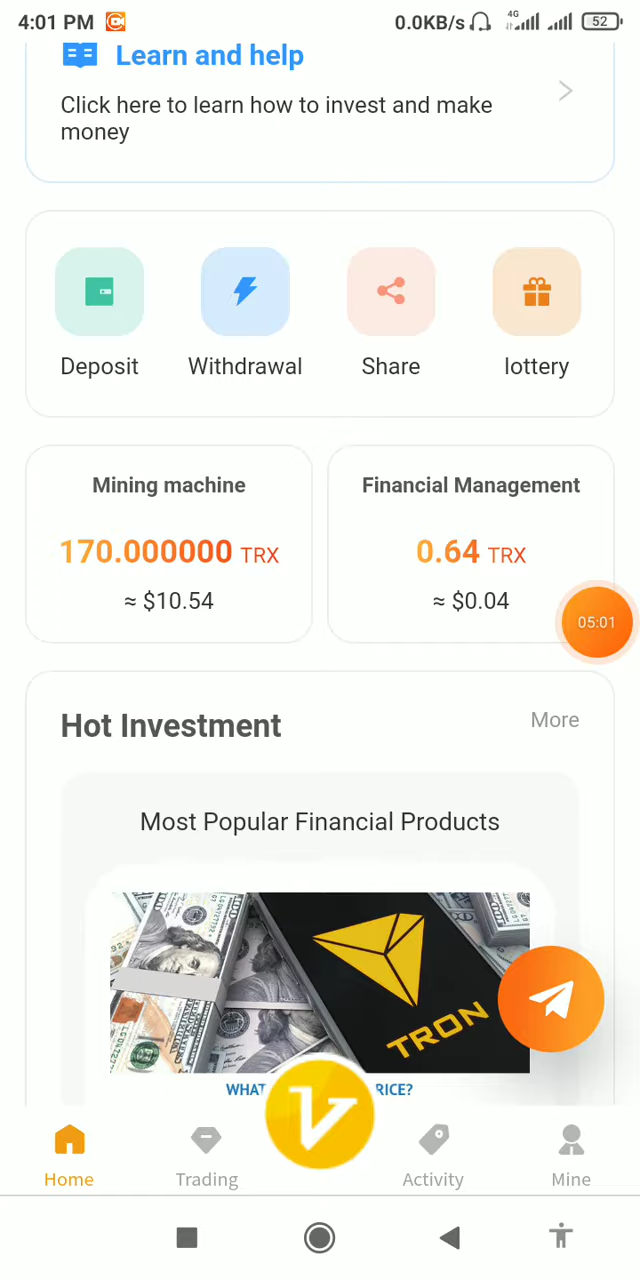 4:01 PM
0.0KB/s 4G 52
Learn and help
Click here to learn how to invest and make
money
Deposit Withdrawal Share lottery
Mining machine
170.000000 TRX
≈ $10.54
Financial Management
0.64 TRX
≈ $0.04
05:01
Hot Investment More
Most Popular Financial Products
TRON
WHAT RICE?
Home Trading Activity Mine